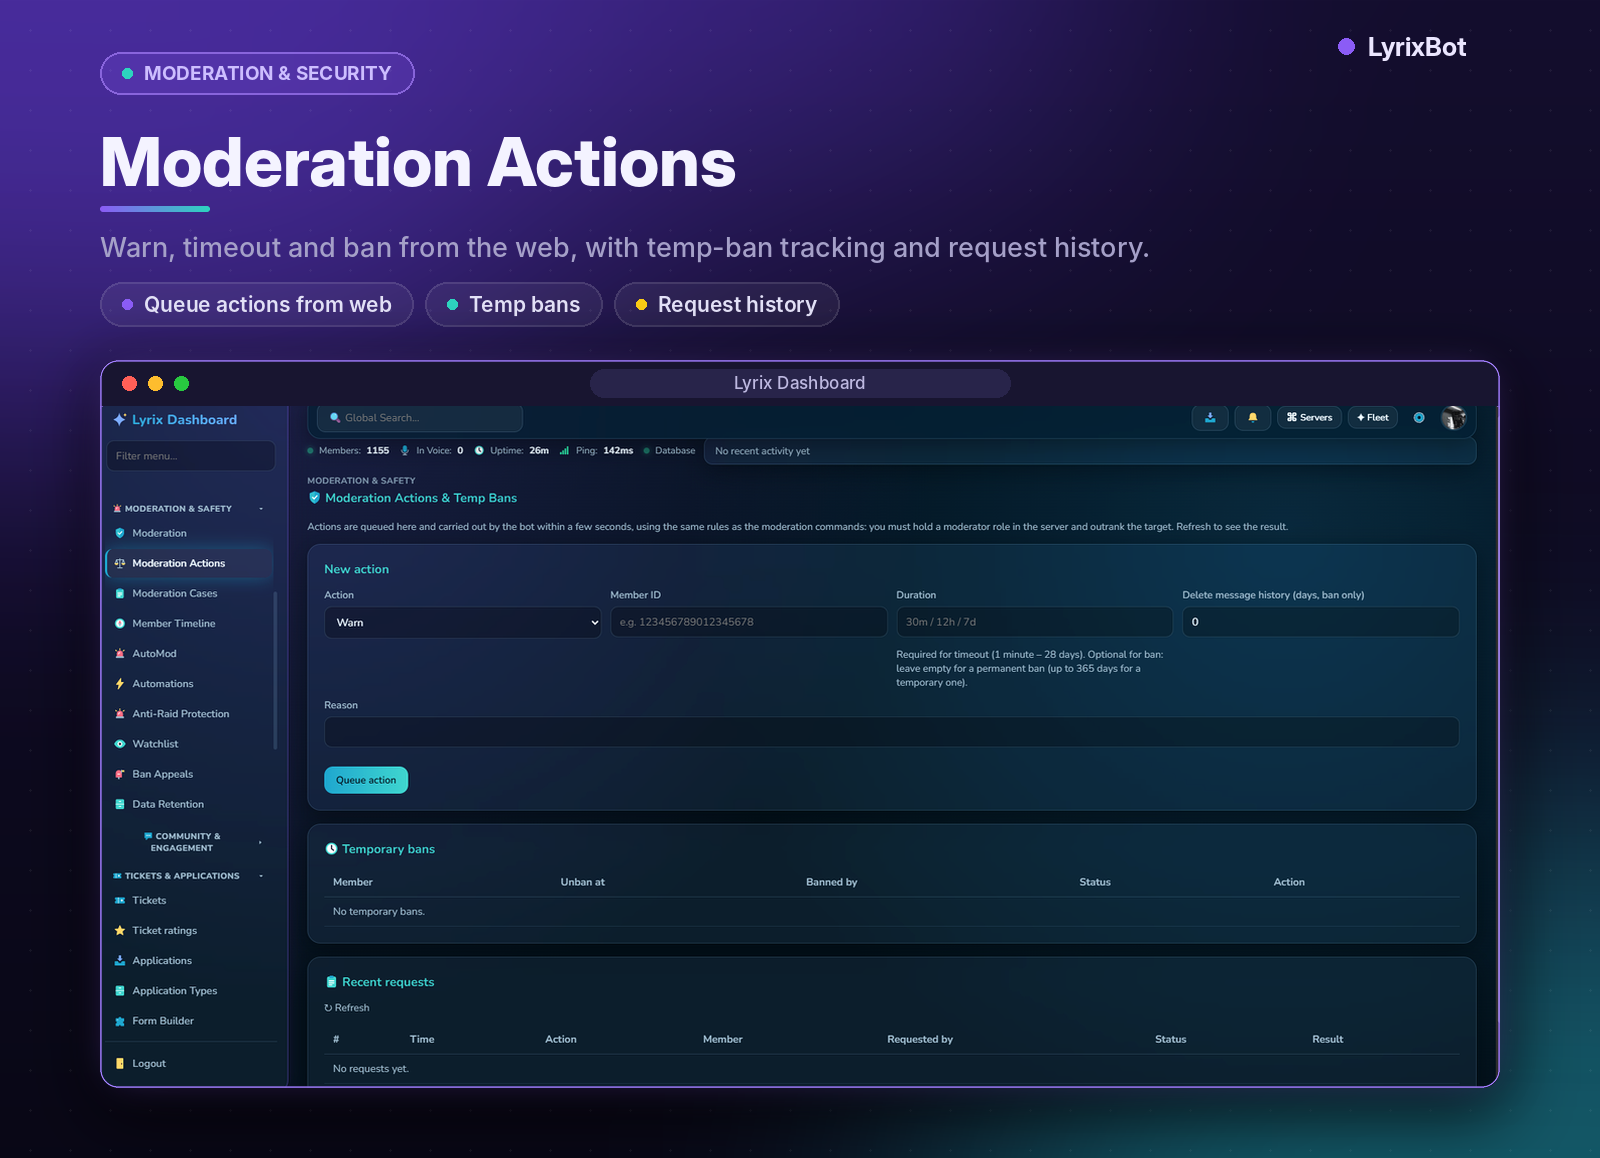 MODERATION & SECURITY
LyrixBot
Moderation Actions
Warn, timeout and ban from the web, with temp-ban tracking and request history.
Queue actions from web
Temp bans
Request history
Lyrix Dashboard
Lyrix Dashboard
Filter menu...
MODERATION & SAFETY
Moderation
Moderation Actions
Moderation Cases
Member Timeline
AutoMod
Automations
Anti-Raid Protection
Watchlist
Ban Appeals
Data Retention
COMMUNITY &
ENGAGEMENT
TICKETS & APPLICATIONS
Tickets
Ticket ratings
Applications
Application Types
Form Builder
Logout
Global Search...
Servers
Fleet
Members: 1155 In Voice: 0 Uptime: 26m Ping: 142ms Database
No recent activity yet
MODERATION & SAFETY
Moderation Actions & Temp Bans
Actions are queued here and carried out by the bot within a few seconds, using the same rules as the moderation commands: you must hold a moderator role in the server and outrank the target. Refresh to see the result.
New action
Action Member ID Duration Delete message history (days, ban only)
Warn e.g. 123456789012345678 30m / 12h / 7d 0
Required for timeout (1 minute – 28 days). Optional for ban:
leave empty for a permanent ban (up to 365 days for a
temporary one).
Reason
Queue action
Temporary bans
Member Unban at Banned by Status Action
No temporary bans.
Recent requests
↻ Refresh
# Time Action Member Requested by Status Result
No requests yet.